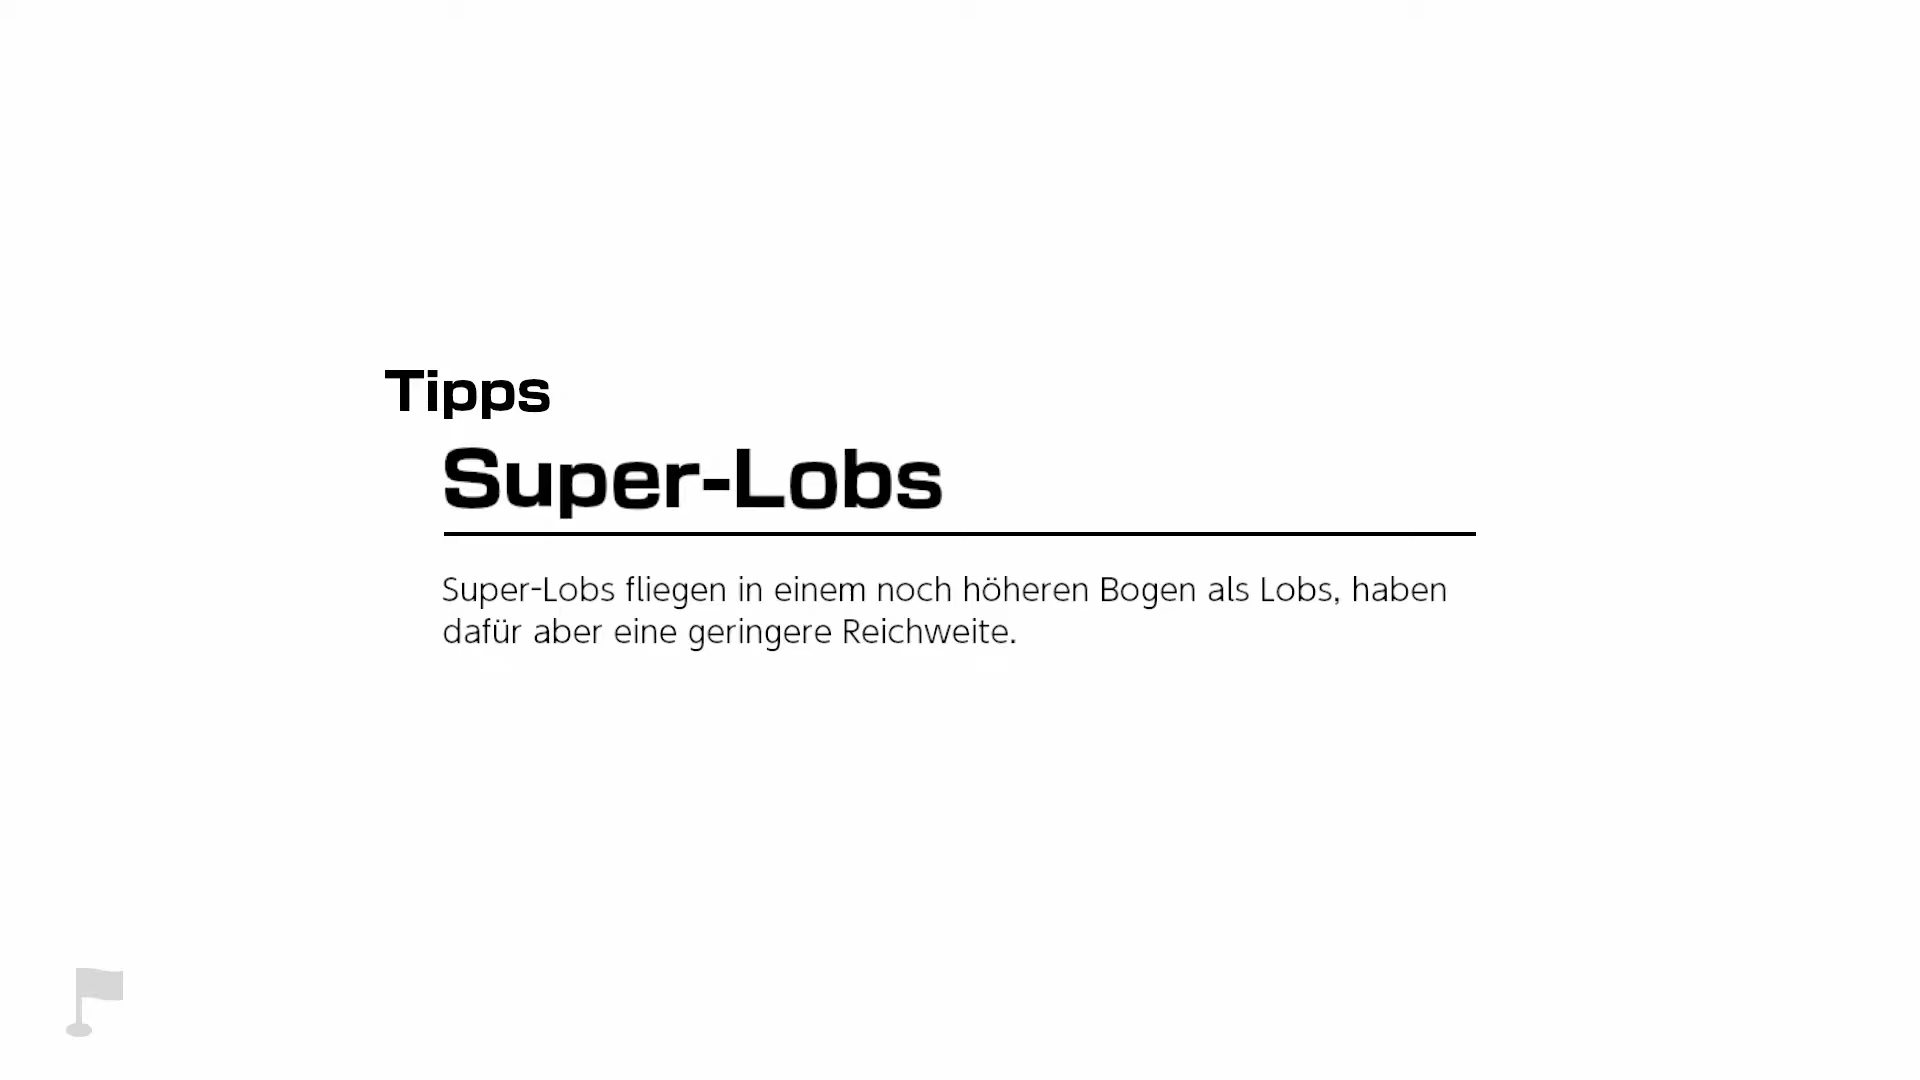 Tipps
Super-Lobs
Super-Lobs fliegen in einem noch höheren Bogen als Lobs, haben
dafür aber eine geringere Reichweite.